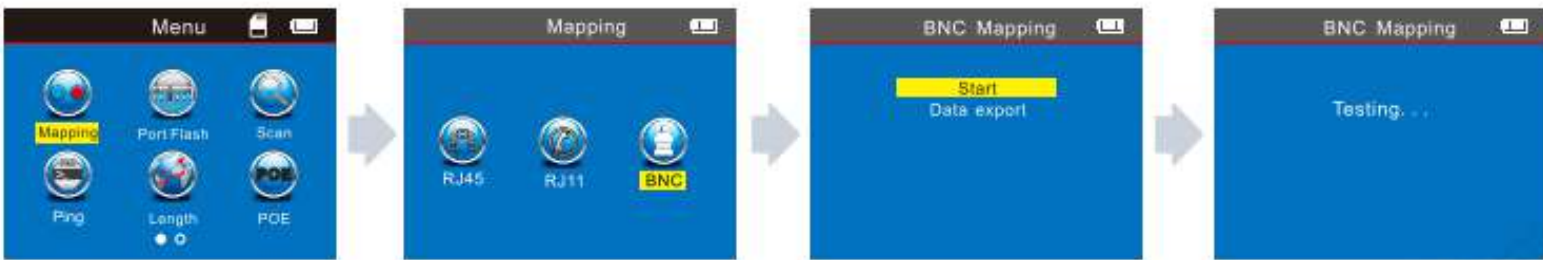 Menu
Mapping
Port Flash
Scan
Ping
Length
POE
POE
Mapping
RJ45
RJ11
BNC
BNC Mapping
Start
Data export
BNC Mapping
Testing. . .